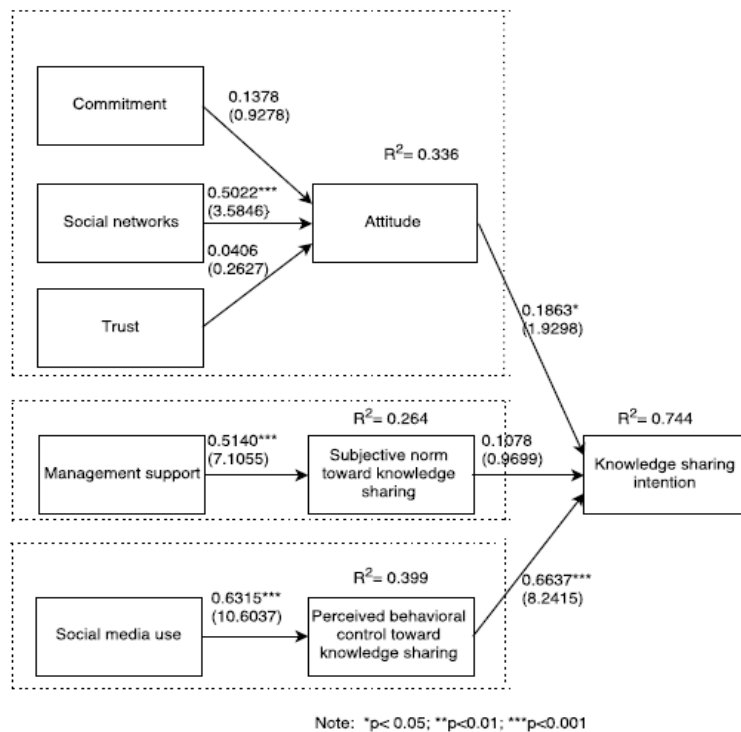 Commitment
0.1378
(0.9278)
R²= 0.336
Social networks
0.5022***
(3.5846}
Attitude
0.0406
(0.2627)
Trust
0.1863*
(1.9298)
R²= 0.264
R²= 0.744
Management support
0.5140***
(7.1055)
Subjective norm
toward knowledge
sharing
0.1078
(0.9699)
Knowledge sharing
intention
R²= 0.399
0.6637***
(8.2415)
Social media use
0.6315***
(10.6037)
Perceived behavioral
control toward
knowledge sharing
Note: *p< 0.05; **p<0.01; ***p<0.001